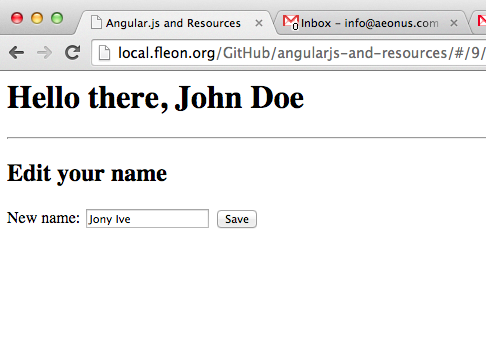 Angular.js and Resources
0 Inbox – info@aeonus.com
local.fleon.org/GitHub/angularjs-and-resources/#/9/
Hello there, John Doe
Edit your name
New name: Jony Ive Save